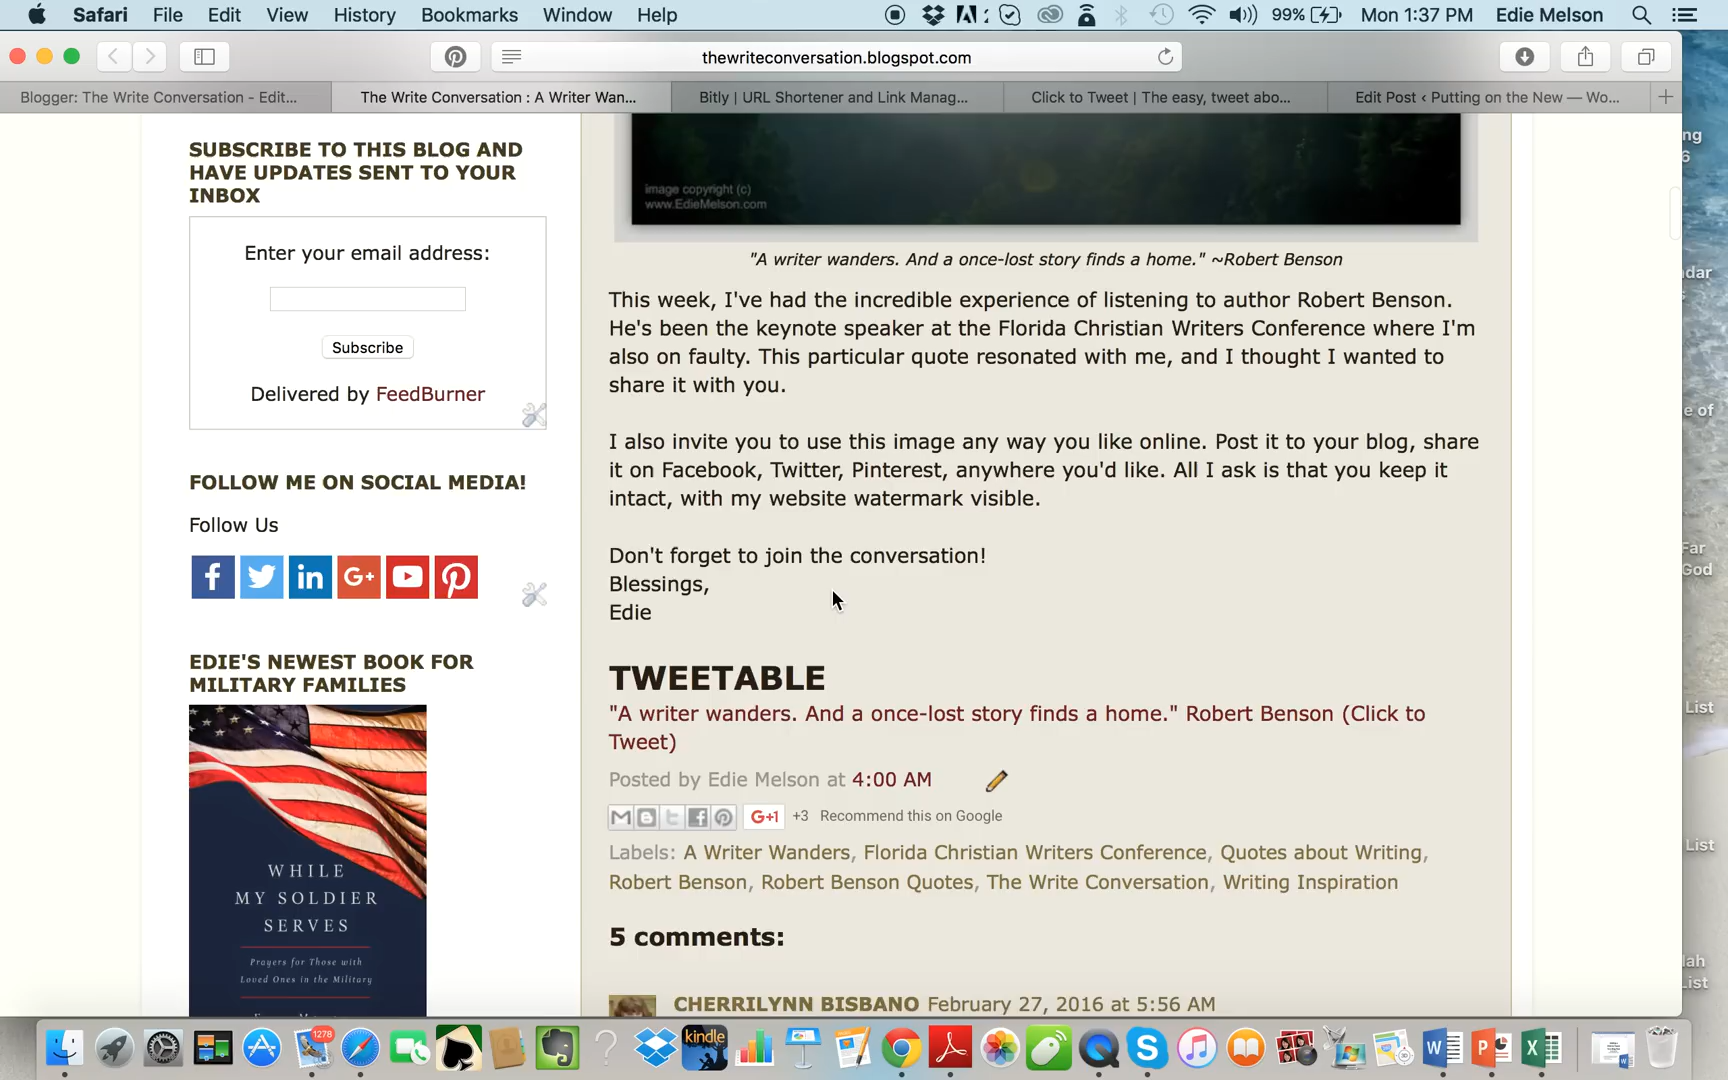 Safari File Edit View History Bookmarks Window Help 99% Mon 1:37 PM Edie Melson
thewriteconversation.blogspot.com
Blogger: The Write Conversation - Edit...
The Write Conversation : A Writer Wan...
Bitly | URL Shortener and Link Manag...
Click to Tweet | The easy, tweet abo...
Edit Post ‹ Putting on the New — Wo...
SUBSCRIBE TO THIS BLOG AND
HAVE UPDATES SENT TO YOUR
INBOX
Enter your email address:
Subscribe
Delivered by FeedBurner
FOLLOW ME ON SOCIAL MEDIA!
Follow Us
EDIE'S NEWEST BOOK FOR
MILITARY FAMILIES
WHILE
MY SOLDIER
SERVES
Prayers for Those with
Loved Ones in the Military
image copyright (c)
www.EdieMelson.com
"A writer wanders. And a once-lost story finds a home." ~Robert Benson
This week, I've had the incredible experience of listening to author Robert Benson.
He's been the keynote speaker at the Florida Christian Writers Conference where I'm
also on faulty. This particular quote resonated with me, and I thought I wanted to
share it with you.
I also invite you to use this image any way you like online. Post it to your blog, share
it on Facebook, Twitter, Pinterest, anywhere you'd like. All I ask is that you keep it
intact, with my website watermark visible.
Don't forget to join the conversation!
Blessings,
Edie
TWEETABLE
"A writer wanders. And a once-lost story finds a home." Robert Benson (Click to
Tweet)
Posted by Edie Melson at 4:00 AM
G+1 +3 Recommend this on Google
Labels: A Writer Wanders, Florida Christian Writers Conference, Quotes about Writing,
Robert Benson, Robert Benson Quotes, The Write Conversation, Writing Inspiration
5 comments:
CHERRILYNN BISBANO February 27, 2016 at 5:56 AM
ng
6
ndar
s
e of
Far
God
List
List
lah
List
1278
kindle